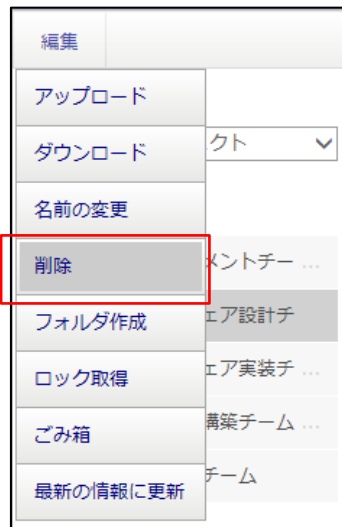 編集
アップロード
ダウンロード
クト
名前の変更
削除
メントチー ...
フォルダ作成
ェア設計チ
ロック取得
ェア実装チ ...
ごみ箱
構築チーム ...
最新の情報に更新
チーム